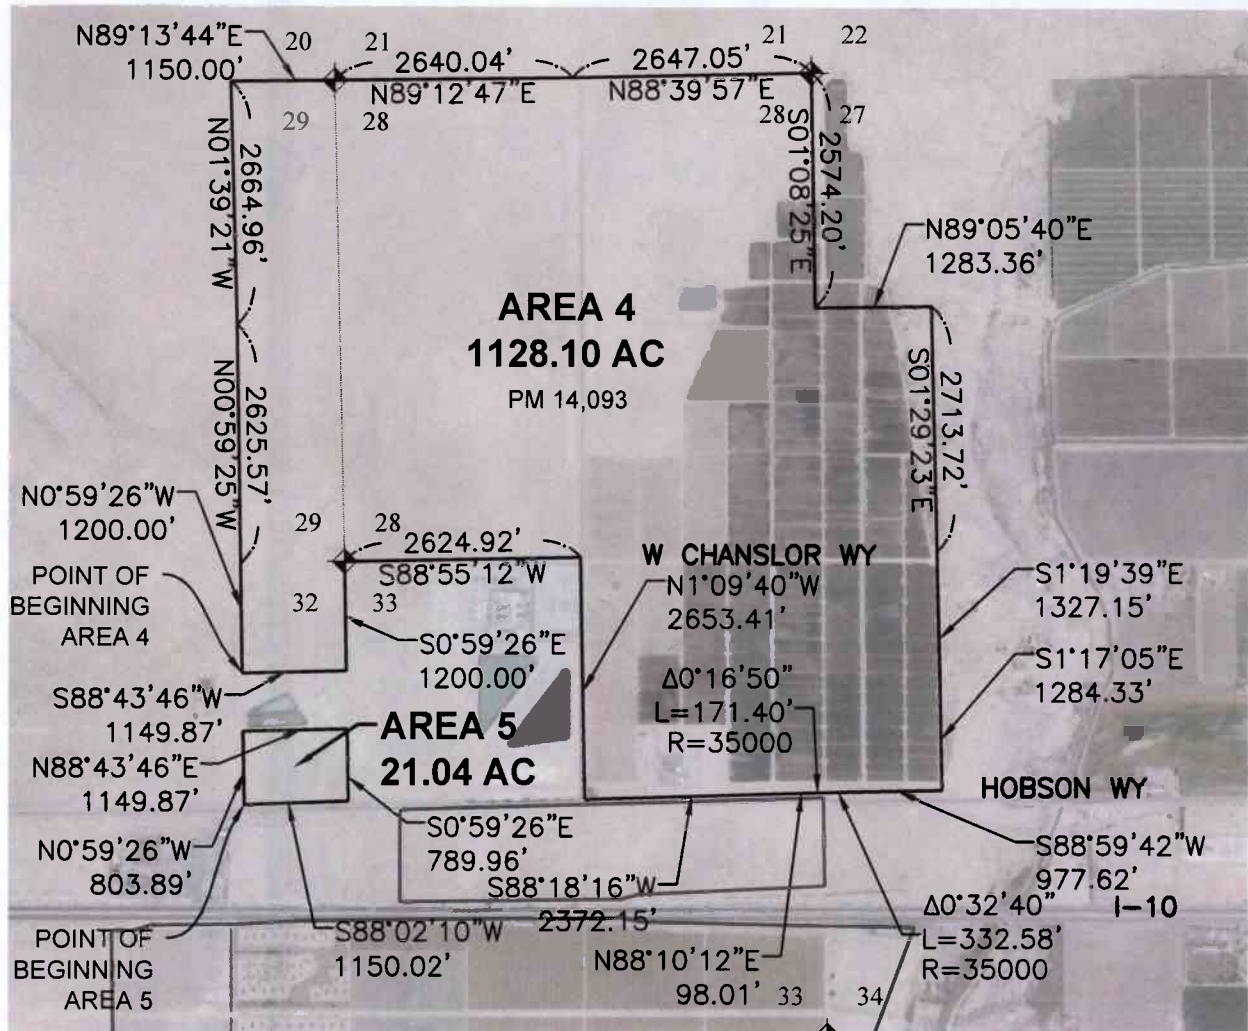 N89°13'44"E
1150.00'
20
21
2640.04'
N89°12'47"E
2647.05'
N88°39'57"E
21
22
29
28
28
27
N01°39'21"W
2664.96'
S01°08'25"E
2574.20'
N89°05'40"E
1283.36'
AREA 4
1128.10 AC
PM 14,093
N00°59'25"W
2625.57'
S01°29'23"E
2713.72'
N0°59'26"W
1200.00'
29
28
2624.92'
S88°55'12"W
W CHANSLOR WY
N1°09'40"W
2653.41'
POINT OF
BEGINNING
AREA 4
32
33
S0°59'26"E
1200.00'
S1°19'39"E
1327.15'
S1°17'05"E
1284.33'
Δ0°16'50"
L=171.40'
R=35000
S88°43'46"W
1149.87'
AREA 5
21.04 AC
N88°43'46"E
1149.87'
HOBSON WY
N0°59'26"W
803.89'
S0°59'26"E
789.96'
S88°18'16"W
2372.15'
S88°59'42"W
977.62'
I-10
Δ0°32'40"
L=332.58'
R=35000
POINT OF
BEGINNING
AREA 5
S88°02'10"W
1150.02'
N88°10'12"E
98.01'
33
34